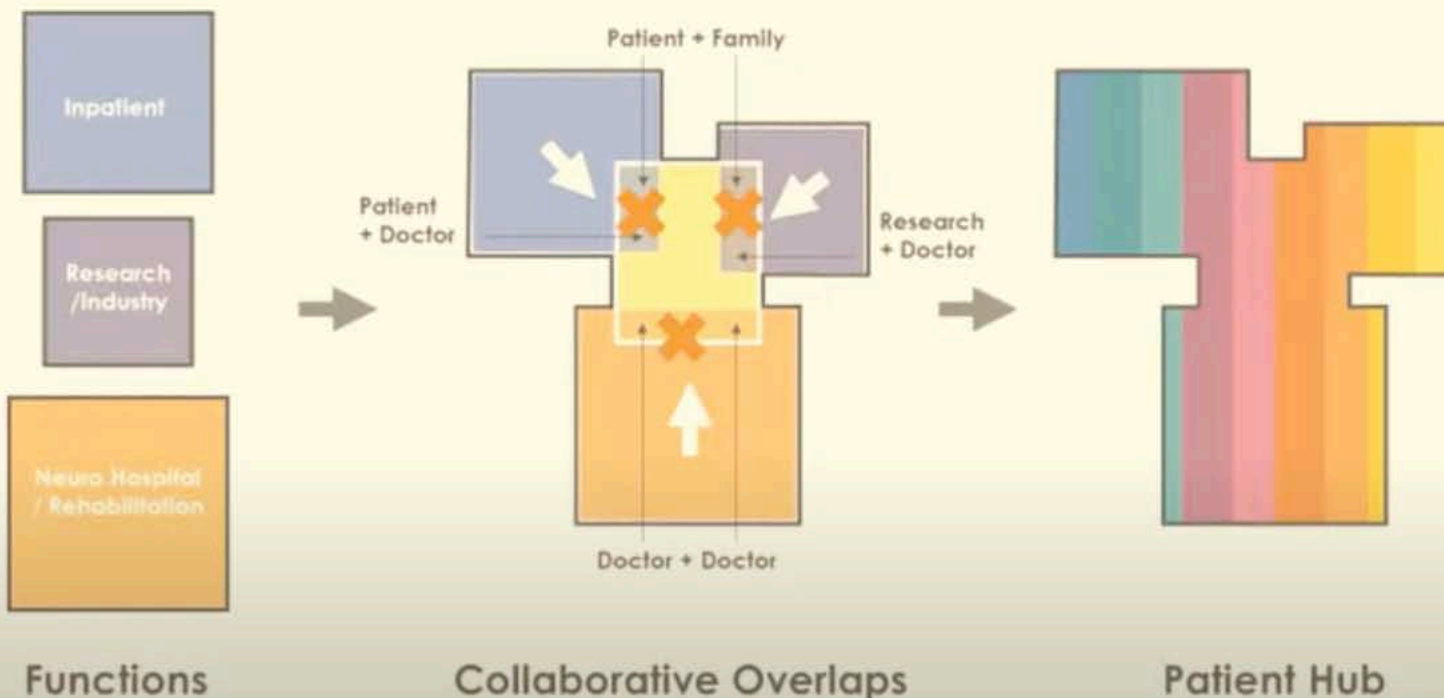 Inpatient
Research
/Industry
Neuro Hospital
/ Rehabilitation
Functions
Patient + Family
Patient
+ Doctor
Research
+ Doctor
Doctor + Doctor
Collaborative Overlaps
Patient Hub